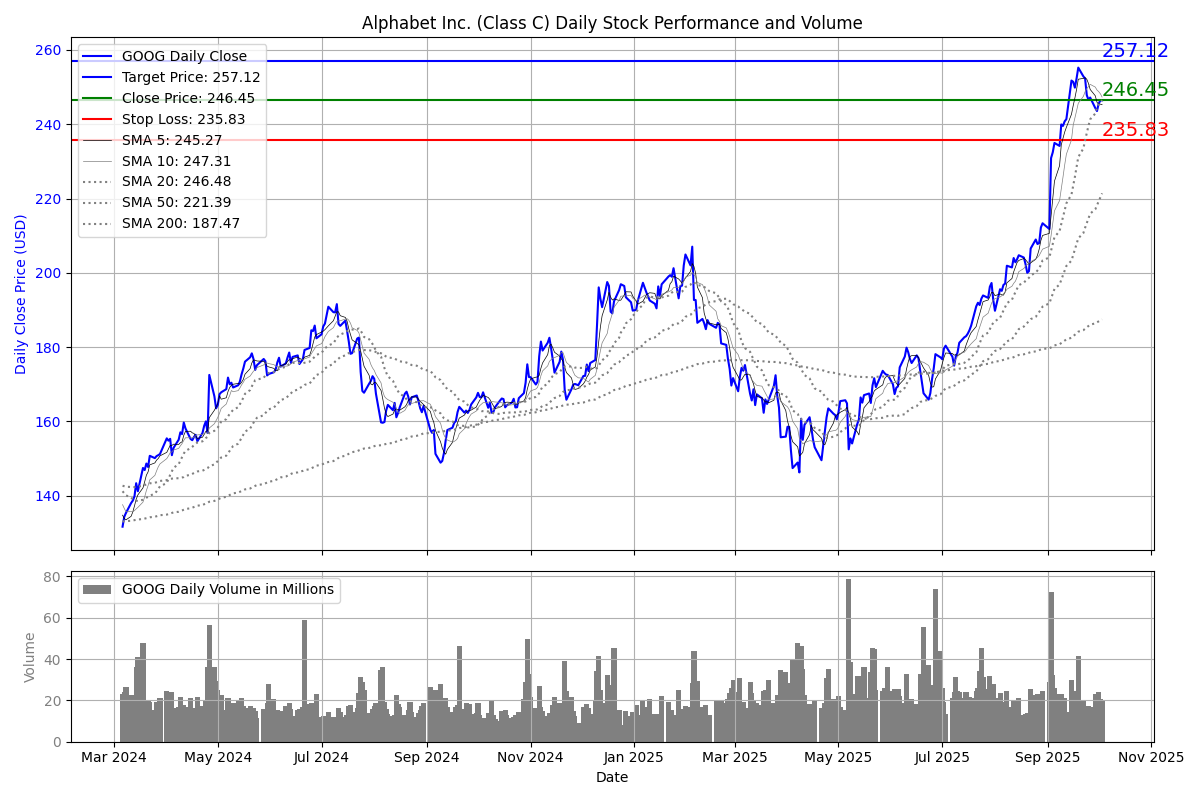 Alphabet Inc. (Class C) Daily Stock Performance and Volume
GOOG Daily Close
Target Price: 257.12
Close Price: 246.45
Stop Loss: 235.83
SMA 5: 245.27
SMA 10: 247.31
SMA 20: 246.48
SMA 50: 221.39
SMA 200: 187.47
257.12
246.45
235.83
260
240
220
200
180
160
140
Daily Close Price (USD)
GOOG Daily Volume in Millions
80
60
40
20
0
Volume
Mar 2024 May 2024 Jul 2024 Sep 2024 Nov 2024 Jan 2025 Mar 2025 May 2025 Jul 2025 Sep 2025 Nov 2025
Date